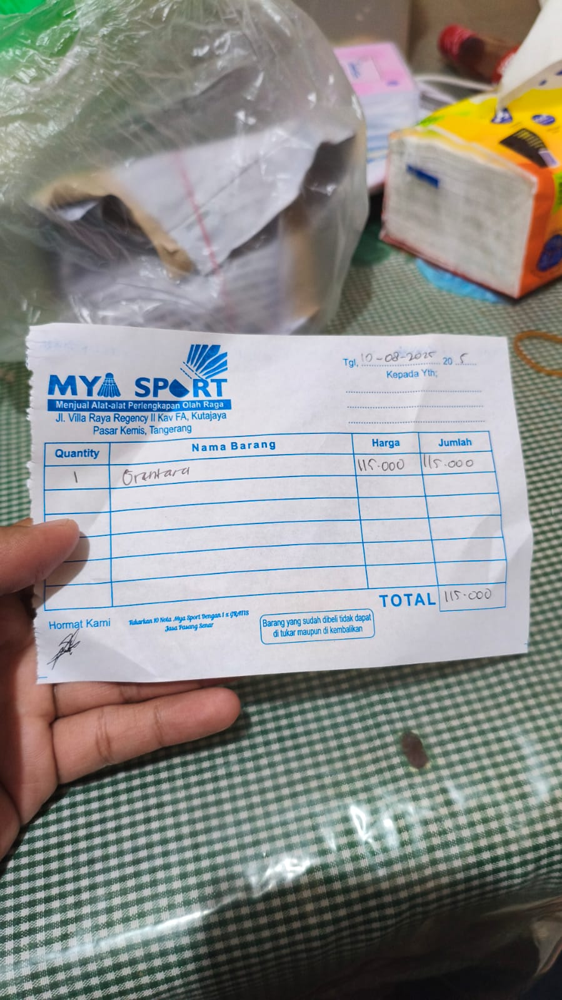 MYA SPORT
Menjual Alat-alat Perlengkapan Olah Raga
Jl. Villa Raya Regency II Kav FA, Kutajaya
Pasar Kemis, Tangerang
Tgl, 10-08-2025 20 5
Kepada Yth;
Quantity Nama Barang Harga Jumlah
1 Orantara 115.000 115.000
TOTAL 115.000
Hormat Kami
Tukarkan 10 Nota Mya Sport Dengan 1 x GRATIS
Jasa Pasang Senar
Barang yang sudah dibeli tidak dapat
di tukar maupun di kembalikan